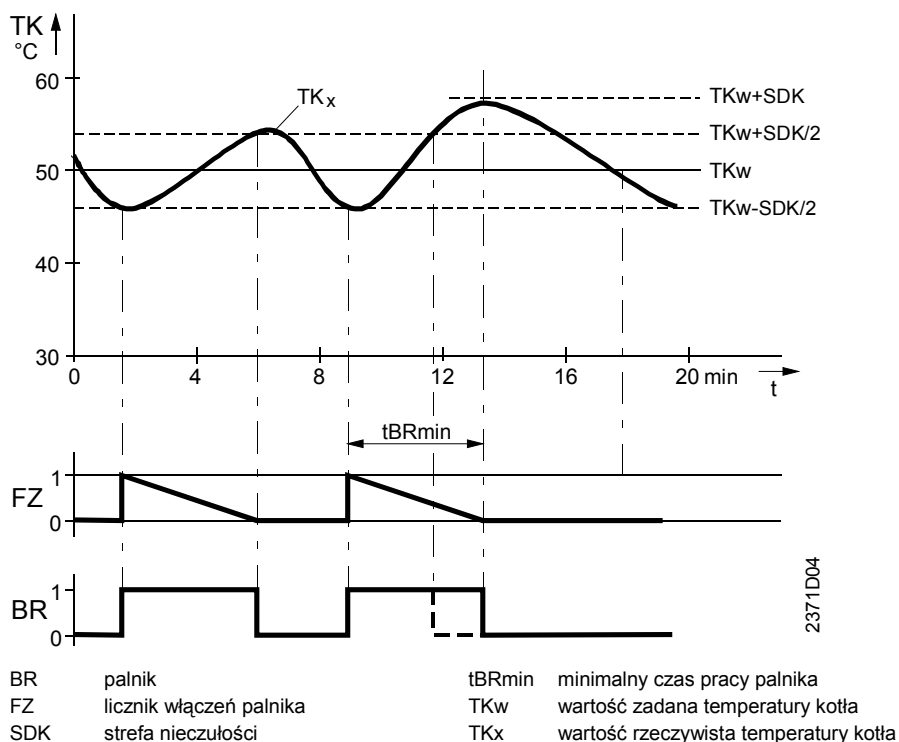 TK
°C
60
50
40
30
TKx
TKw+SDK
TKw+SDK/2
TKw
TKw-SDK/2
0 4 8 12 16 20 min
t
tBRmin
FZ
1
0
BR
1
0
2371D04
BR palnik
FZ licznik włączeń palnika
SDK strefa nieczułości
tBRmin minimalny czas pracy palnika
TKw wartość zadana temperatury kotła
TKx wartość rzeczywista temperatury kotła